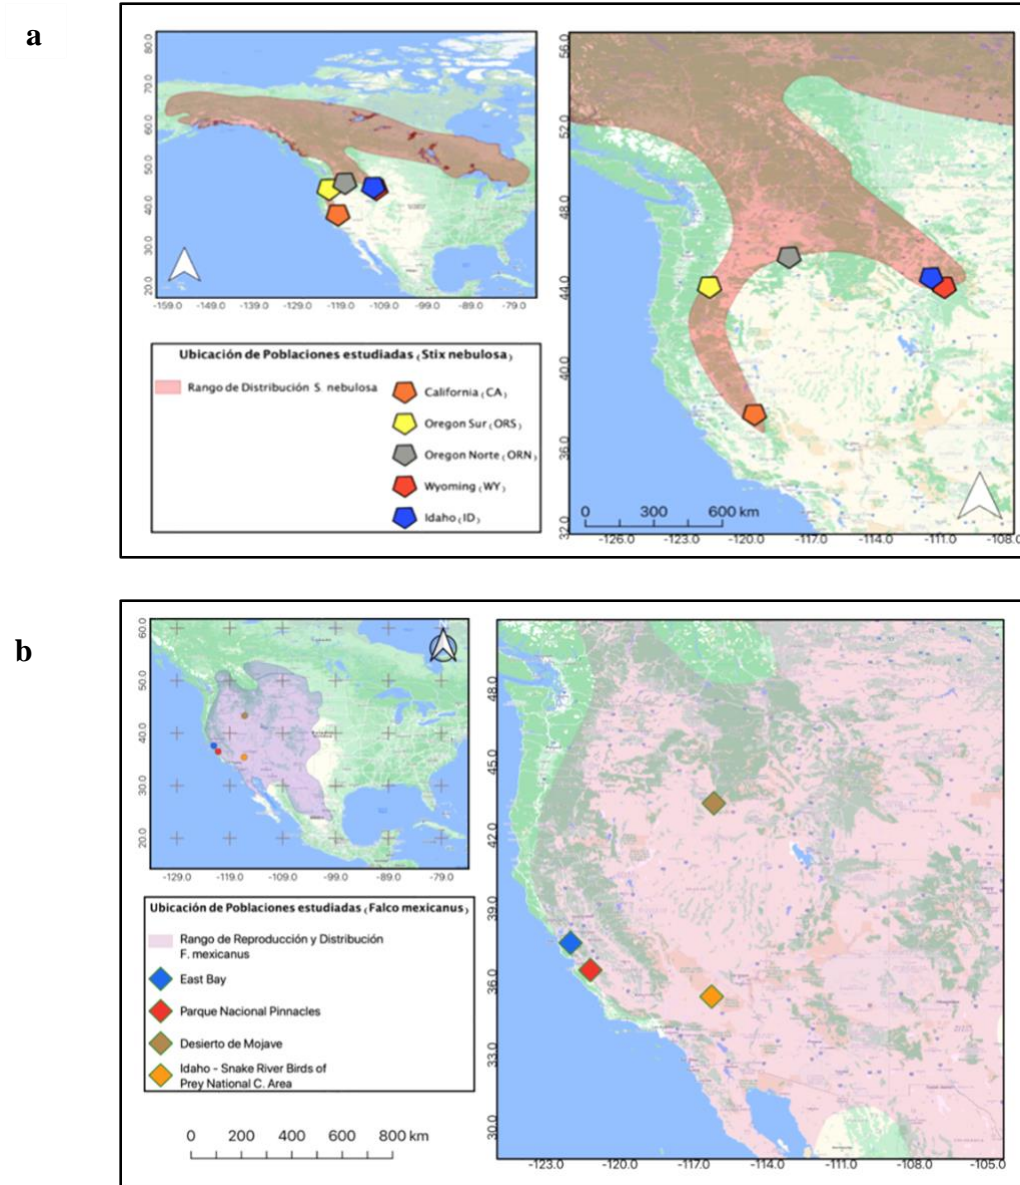 a
80.0
70.0
60.0
50.0
40.0
30.0
20.0
-159.0 -149.0 -139.0 -129.0 -119.0 -109.0 -99.0 -89.0 -79.0
Ubicación de Poblaciones estudiadas (Stix nebulosa)
Rango de Distribución S. nebulosa
California (CA)
Oregon Sur (ORS)
Oregon Norte (ORN)
Wyoming (WY)
Idaho (ID)
56.0
52.0
48.0
44.0
40.0
36.0
32.0
0 300 600 km
-126.0 -123.0 -120.0 -117.0 -114.0 -111.0 -108.0
b
60.0
50.0
40.0
30.0
20.0
-129.0 -119.0 -109.0 -99.0 -89.0 -79.0
Ubicación de Poblaciones estudiadas (Falco mexicanus)
Rango de Reproducción y Distribución
F. mexicanus
East Bay
Parque Nacional Pinnacles
Desierto de Mojave
Idaho - Snake River Birds of
Prey National C. Area
0 200 400 600 800 km
48.0
45.0
42.0
39.0
36.0
33.0
30.0
-123.0 -120.0 -117.0 -114.0 -111.0 -108.0 -105.0